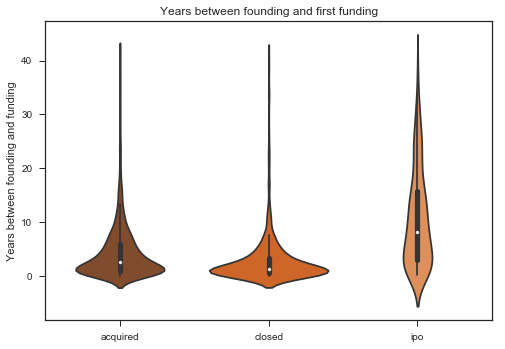 Years between founding and first funding
Years between founding and funding
40
30
20
10
0
acquired
closed
ipo